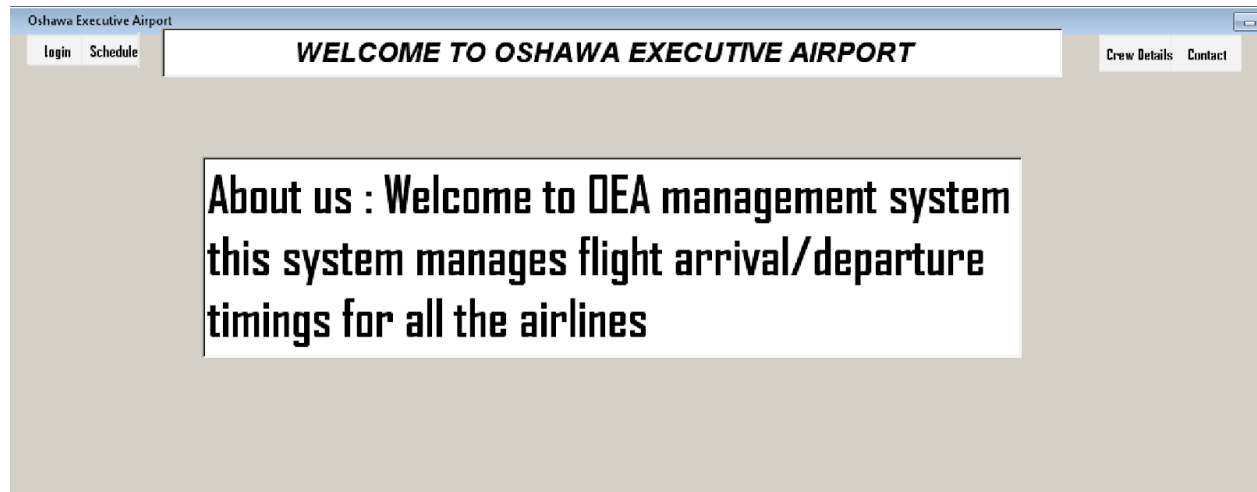 Oshawa Executive Airport
Login Schedule WELCOME TO OSHAWA EXECUTIVE AIRPORT Crew Details Contact
About us : Welcome to OEA management system
this system manages flight arrival/departure
timings for all the airlines